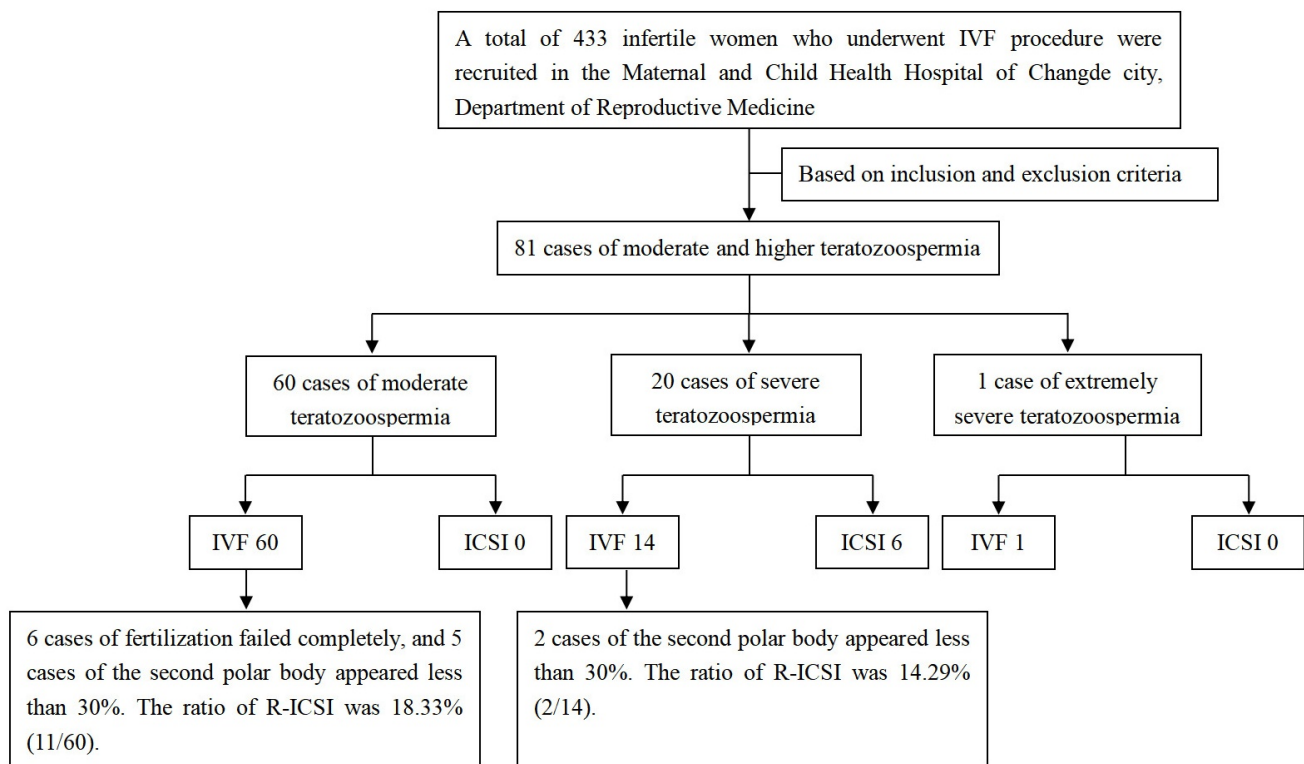 A total of 433 infertile women who underwent IVF procedure were
recruited in the Maternal and Child Health Hospital of Changde city,
Department of Reproductive Medicine
Based on inclusion and exclusion criteria
81 cases of moderate and higher teratozoospermia
60 cases of moderate
teratozoospermia
20 cases of severe
teratozoospermia
1 case of extremely
severe teratozoospermia
IVF 60
ICSI 0
IVF 14
ICSI 6
IVF 1
ICSI 0
6 cases of fertilization failed completely, and 5
cases of the second polar body appeared less
than 30%. The ratio of R-ICSI was 18.33%
(11/60).
2 cases of the second polar body appeared less
than 30%. The ratio of R-ICSI was 14.29%
(2/14).